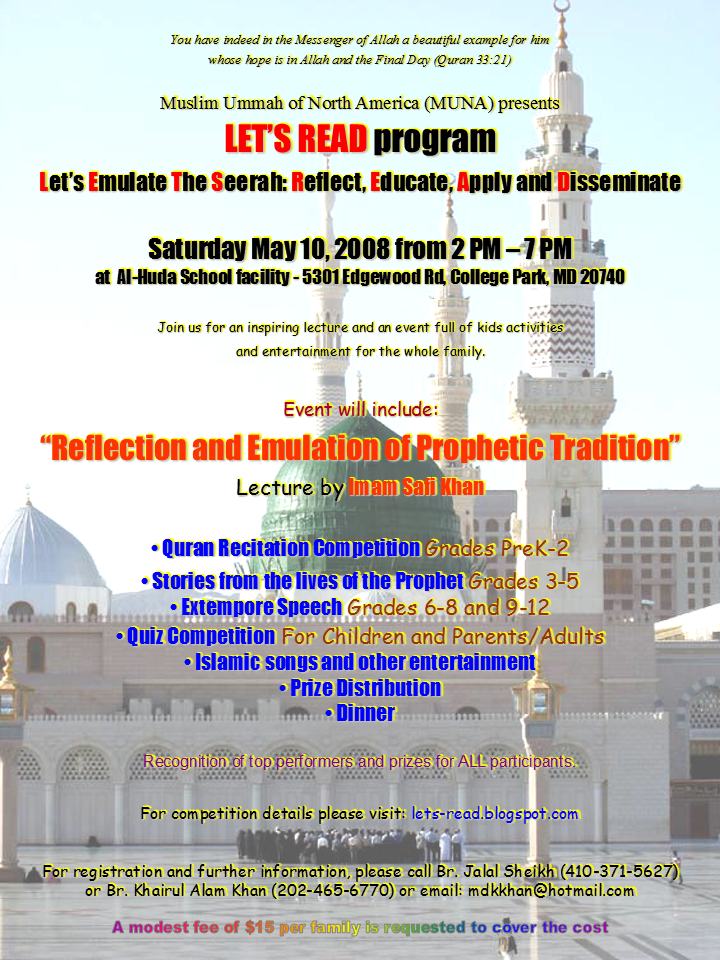 You have indeed in the Messenger of Allah a beautiful example for him
whose hope is in Allah and the Final Day (Quran 33:21)
Muslim Ummah of North America (MUNA) presents
LET'S READ program
Let's Emulate The Seerah: Reflect, Educate, Apply and Disseminate
Saturday May 10, 2008 from 2 PM – 7 PM
at Al-Huda School facility - 5301 Edgewood Rd, College Park, MD 20740
Join us for an inspiring lecture and an event full of kids activities
and entertainment for the whole family.
Event will include:
“Reflection and Emulation of Prophetic Tradition”
Lecture by Imam Safi Khan
• Quran Recitation Competition Grades PreK-2
• Stories from the lives of the Prophet Grades 3-5
• Extempore Speech Grades 6-8 and 9-12
• Quiz Competition For Children and Parents/Adults
• Islamic songs and other entertainment
• Prize Distribution
• Dinner
Recognition of top performers and prizes for ALL participants.
For competition details please visit: lets-read.blogspot.com
For registration and further information, please call Br. Jalal Sheikh (410-371-5627)
or Br. Khairul Alam Khan (202-465-6770) or email: mdkkhan@hotmail.com
A modest fee of $15 per family is requested to cover the cost